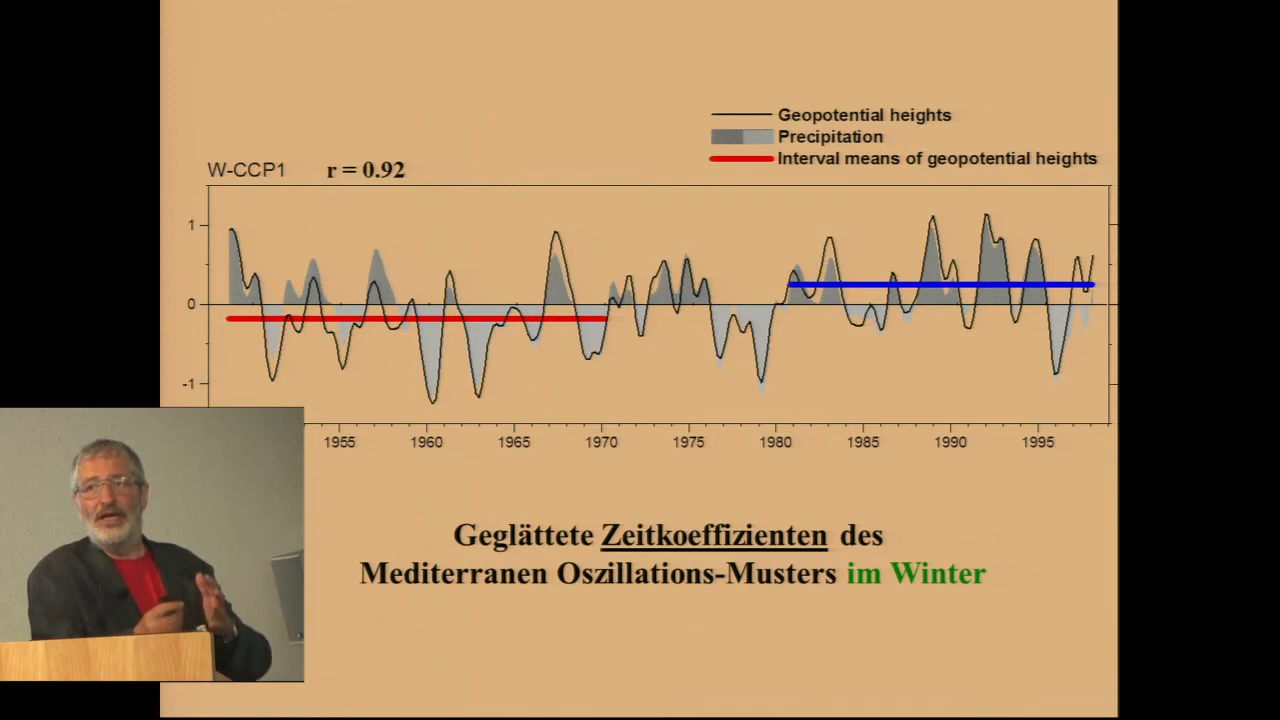 Geopotential heights
Precipitation
Interval means of geopotential heights
W-CCP1 r = 0.92
1
0
-1
1955 1960 1965 1970 1975 1980 1985 1990 1995
Geglättete Zeitkoeffizienten des
Mediterranen Oszillations-Musters im Winter